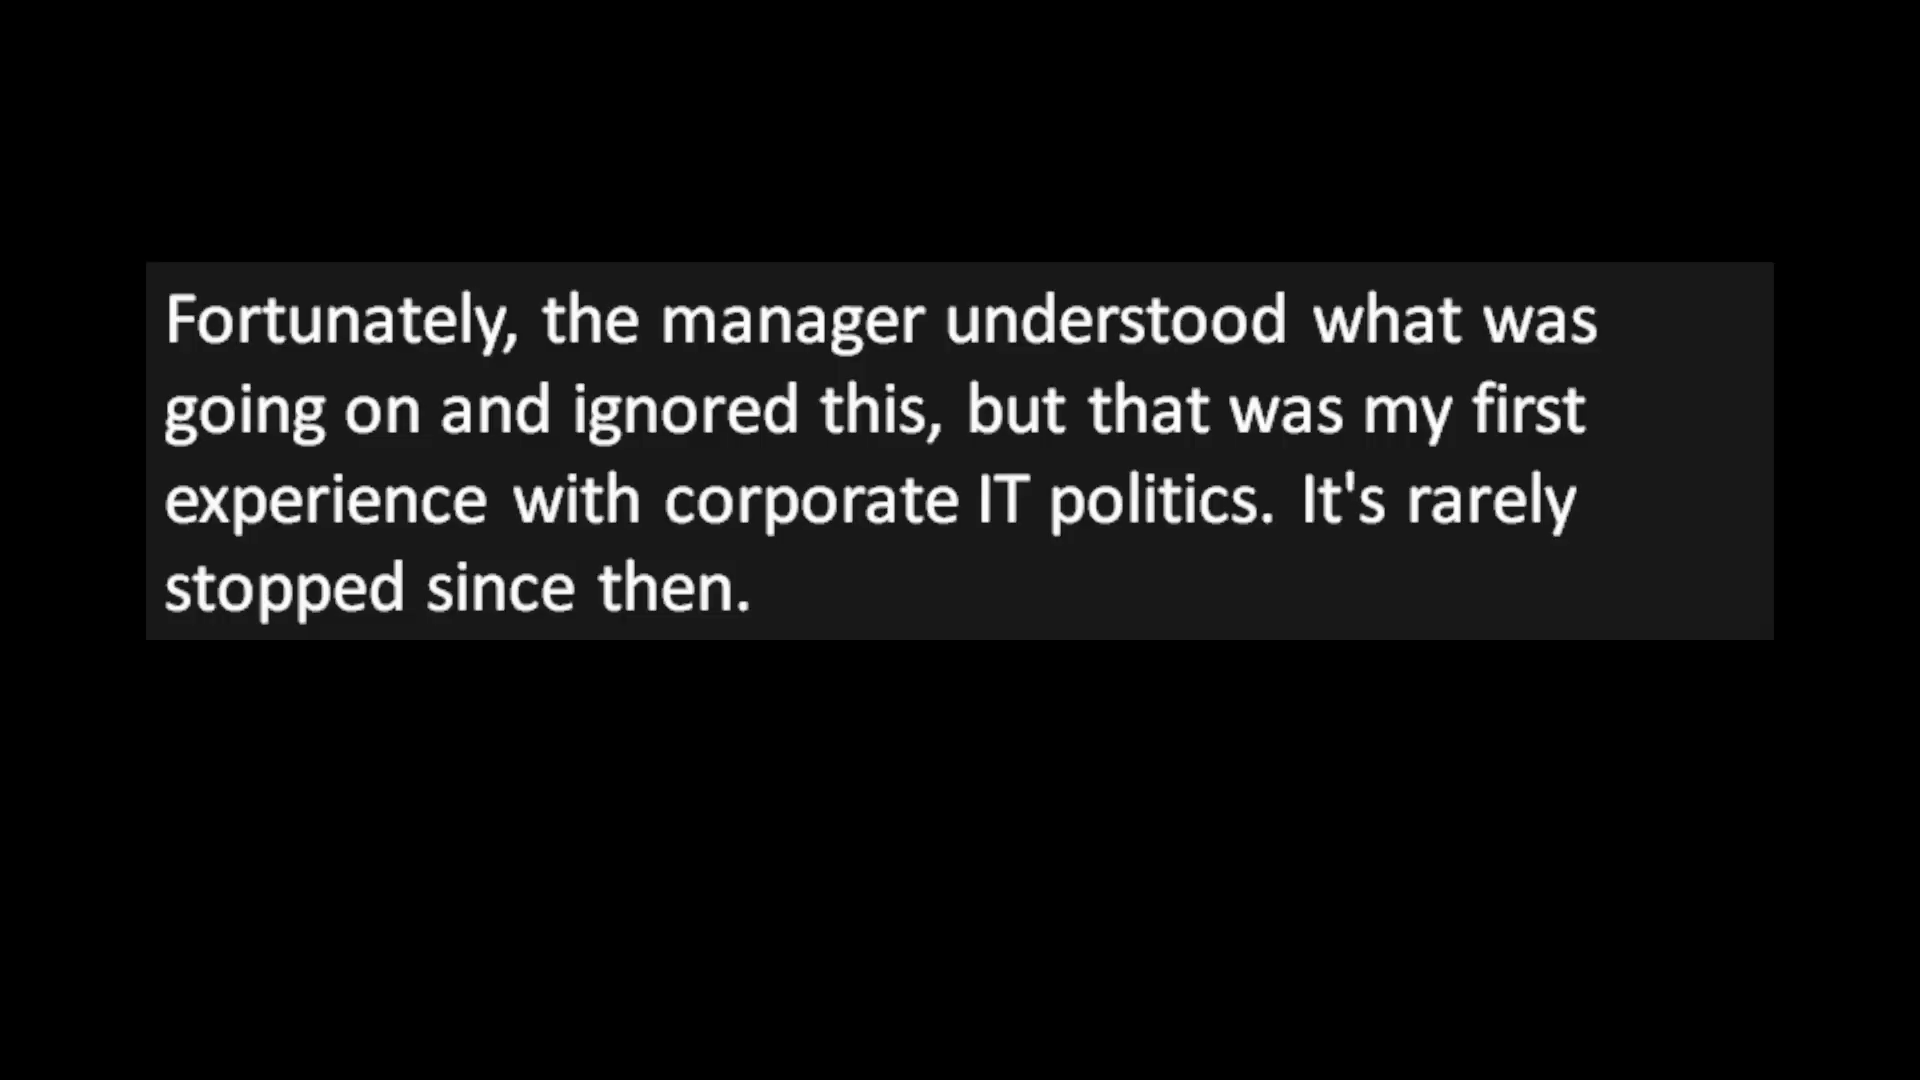 Fortunately, the manager understood what was
going on and ignored this, but that was my first
experience with corporate IT politics. It's rarely
stopped since then.